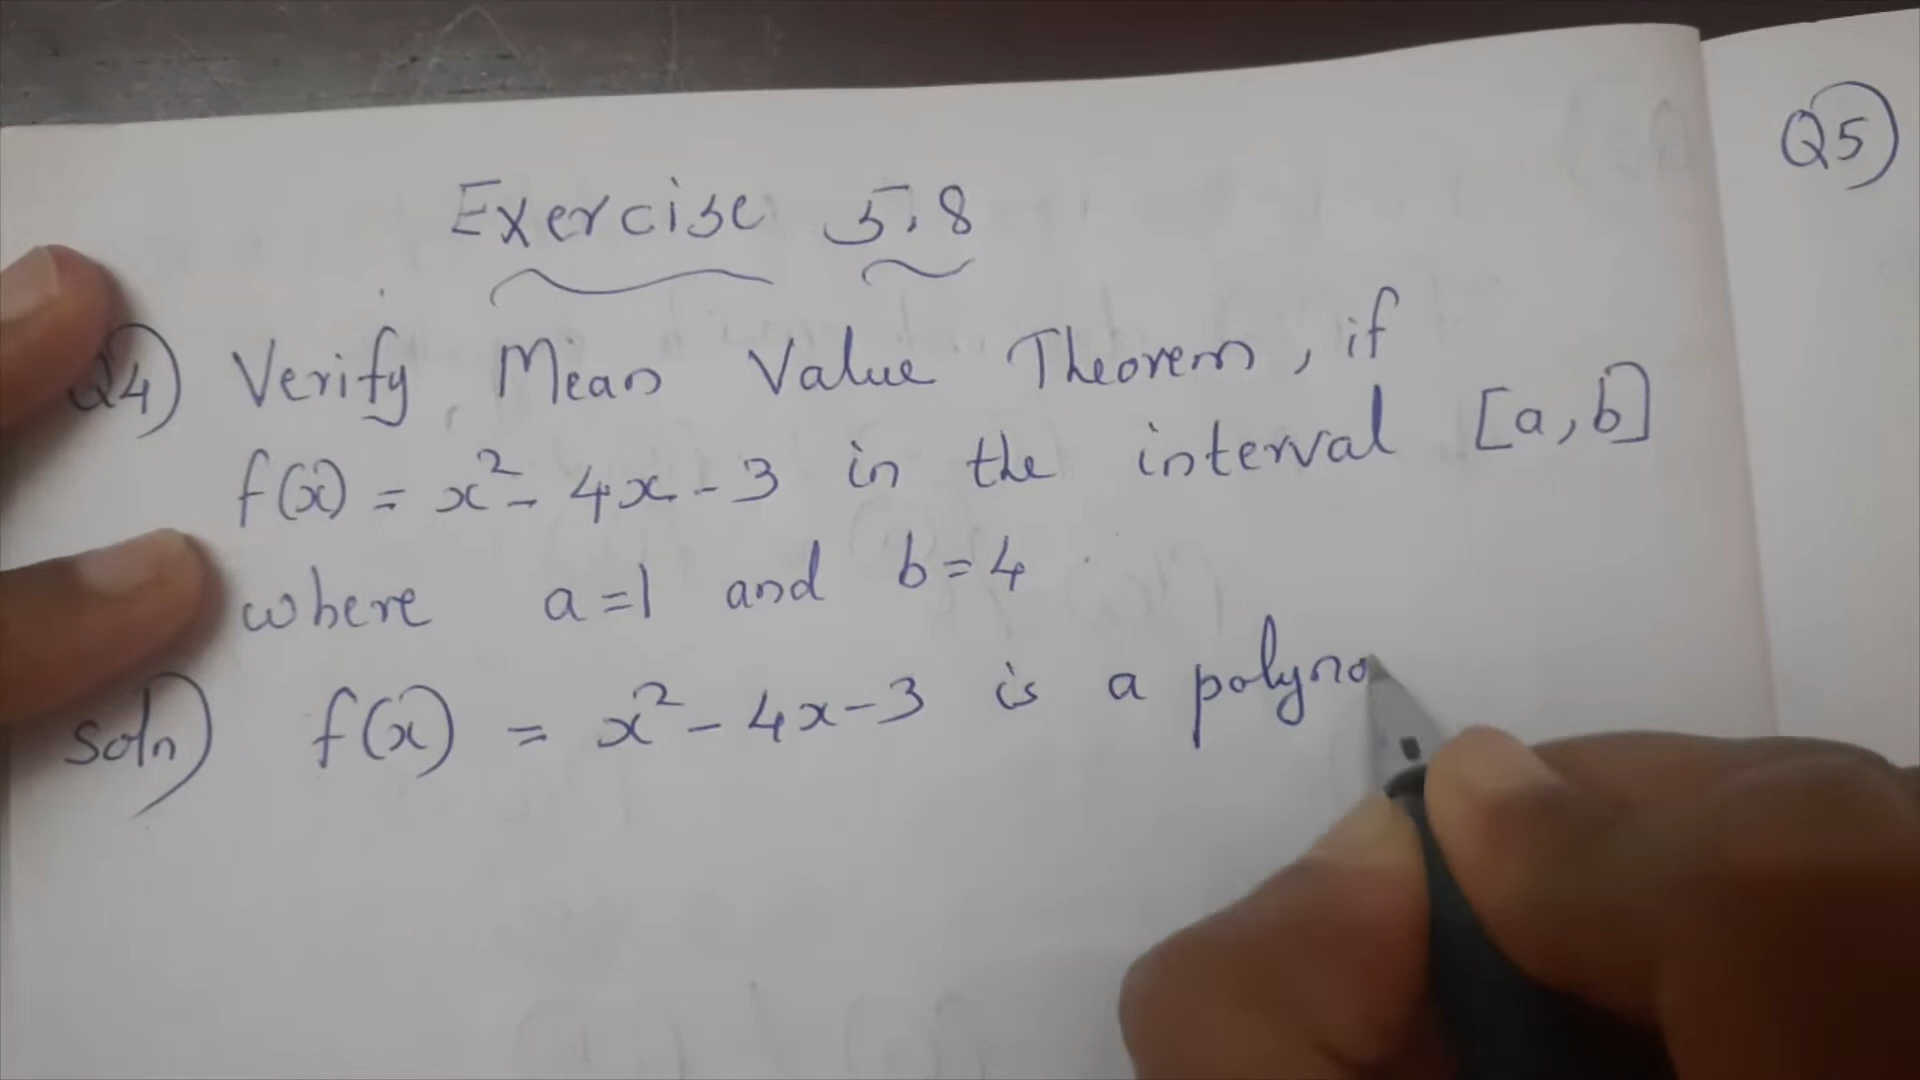 Exercise 5.8
Q4) Verify Mean Value Theorem, if
f(x) = x² - 4x - 3 in the interval [a, b]
where a = 1 and b = 4
Soln) f(x) = x² - 4x - 3 is a polyno
Q5)